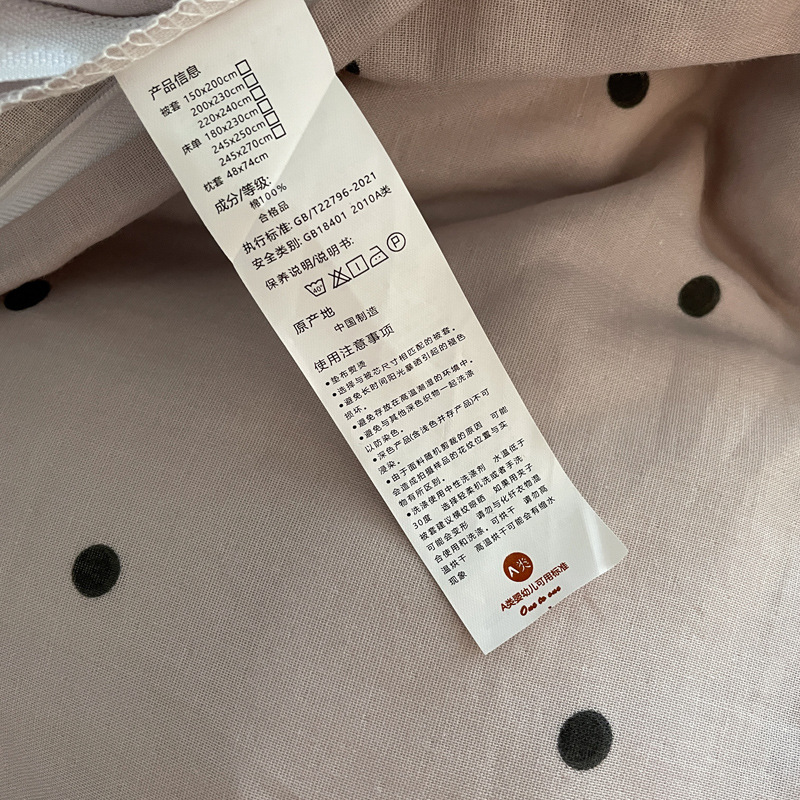 产品信息
被套 150x200cm
200x230cm
220x240cm
床单 180x230cm
245x250cm
245x270cm
枕套 48x74cm
成分/等级:
棉100%
合格品
执行标准: GB/T22796-2021
安全类别: GB18401 2010A类
保养说明/说明书:
40° P
原产地
中国制造
使用注意事项
•垫布熨烫
•选择与被芯尺寸相匹配的被套。
•避免长时间阳光暴晒引起的褪色
损坏.
•避免存放在高温潮湿的环境中.
•避免与其他深色织物一起洗涤
以防染色。
•深色产品(含浅色并存产品)不可
浸染.
•由于面料随机剪裁的原因 可能
会造成拍摄样品的花纹位置与实
物有所区别.
•洗涤使用中性洗涤剂 水温低于
30度 选择轻柔机洗或者手洗
被套建议横纹晾晒 如果用夹子
可能会变形 请勿与化纤衣物混
合使用和洗涤. 可烘干 请勿高
温烘干 高温烘干可能会有缩水
现象
A类
A类婴幼儿可用标准
One to one